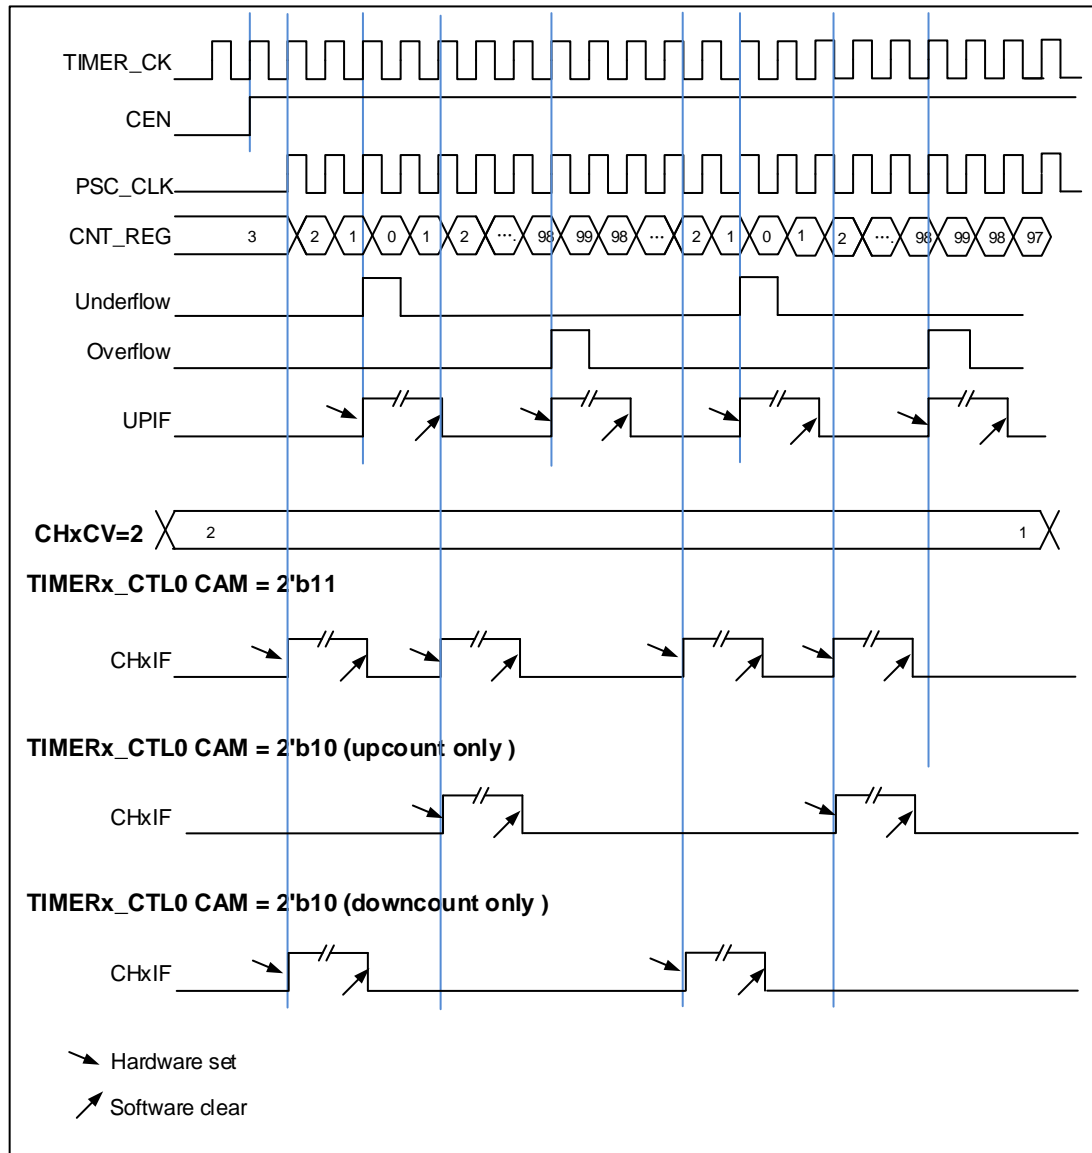 TIMER_CK
CEN
PSC_CLK
CNT_REG 3 2 1 0 1 2 .... 98 99 98 ... 2 1 0 1 2 .... 98 99 98 97
Underflow
Overflow
UPIF
CHxCV=2 2 1
TIMERx_CTL0 CAM = 2'b11
CHxIF
TIMERx_CTL0 CAM = 2'b10 (upcount only )
CHxIF
TIMERx_CTL0 CAM = 2'b10 (downcount only )
CHxIF
Hardware set
Software clear